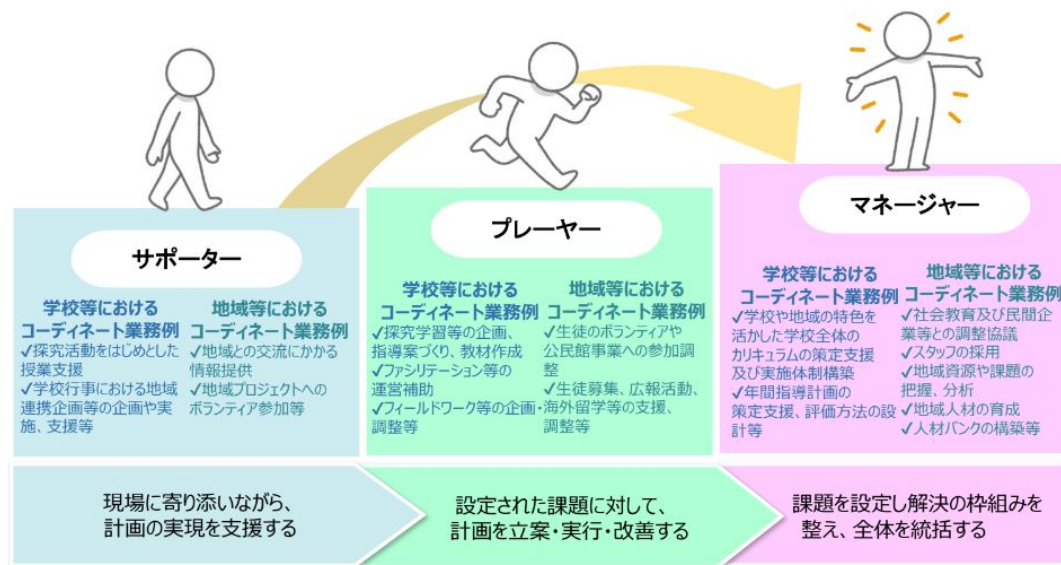 サポーター
学校等における
コーディネート業務例
✓探究活動をはじめとした
授業支援
✓学校行事における地域
連携企画等の企画や実
施、支援等
地域等における
コーディネート業務例
✓地域との交流にかかる
情報提供
✓地域プロジェクトへの
ボランティア参加等
現場に寄り添いながら、
計画の実現を支援する
プレーヤー
学校等における
コーディネート業務例
✓探究学習等の企画、
指導案づくり、教材作成
✓ファシリテーション等の
運営補助
✓フィールドワーク等の企画・
調整等
地域等における
コーディネート業務例
✓生徒のボランティアや
公民館事業への参加調
整
✓生徒募集、広報活動、
海外留学等の支援、
調整等
設定された課題に対して、
計画を立案・実行・改善する
マネージャー
学校等における
コーディネート業務例
✓学校や地域の特色を
活かした学校全体の
カリキュラムの策定支援
及び実施体制構築
✓年間指導計画の
策定支援、評価方法の設
計等
地域等における
コーディネート業務例
✓社会教育及び民間企
業等との調整協議
✓スタッフの採用
✓地域資源や課題の
把握、分析
✓地域人材の育成
✓人材バンクの構築等
課題を設定し解決の枠組みを
整え、全体を統括する